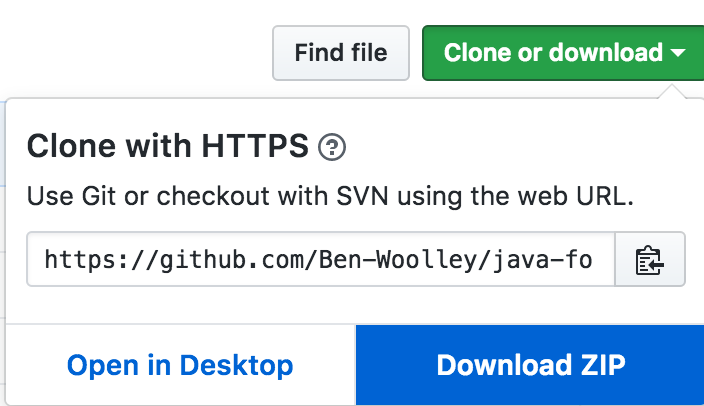 Find file
Clone or download
Clone with HTTPS
Use Git or checkout with SVN using the web URL.
https://github.com/Ben-Woolley/java-fo
Open in Desktop
Download ZIP